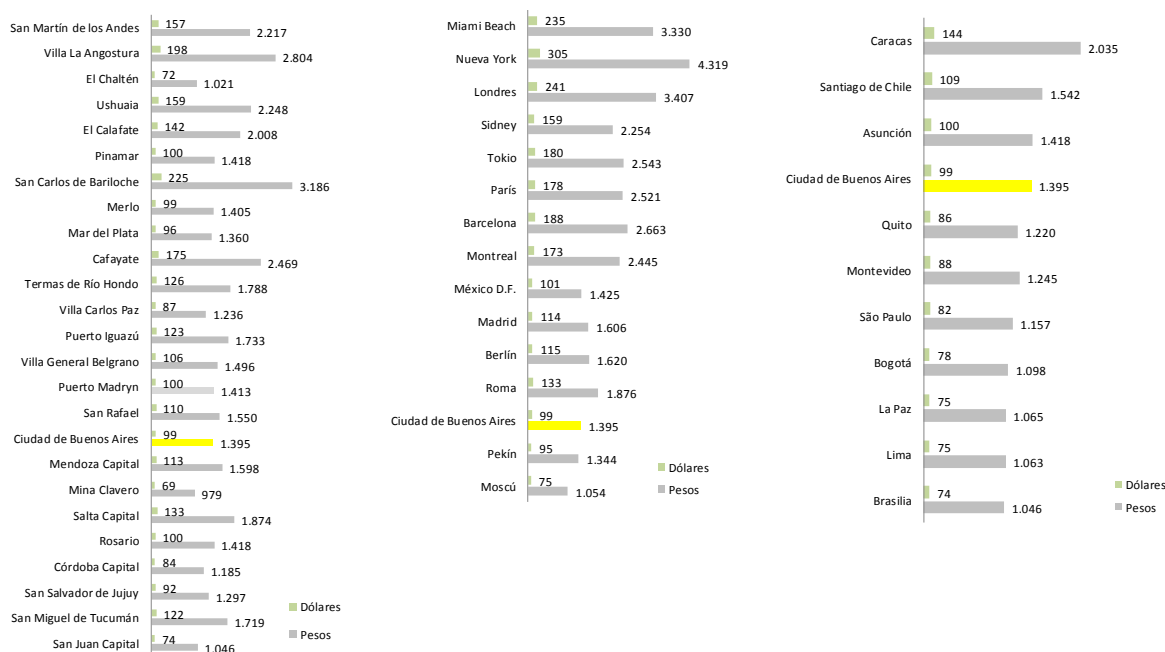 San Martín de los Andes 157 2.217
Villa La Angostura 198 2.804
El Chaltén 72 1.021
Ushuaia 159 2.248
El Calafate 142 2.008
Pinamar 100 1.418
San Carlos de Bariloche 225 3.186
Merlo 99 1.405
Mar del Plata 96 1.360
Cafayate 175 2.469
Termas de Río Hondo 126 1.788
Villa Carlos Paz 87 1.236
Puerto Iguazú 123 1.733
Villa General Belgrano 106 1.496
Puerto Madryn 100 1.413
San Rafael 110 1.550
Ciudad de Buenos Aires 99 1.395
Mendoza Capital 113 1.598
Mina Clavero 69 979
Salta Capital 133 1.874
Rosario 100 1.418
Córdoba Capital 84 1.185
San Salvador de Jujuy 92 1.297
San Miguel de Tucumán 122 1.719
San Juan Capital 74 1.046
Dólares
Pesos
Miami Beach 235 3.330
Nueva York 305 4.319
Londres 241 3.407
Sidney 159 2.254
Tokio 180 2.543
París 178 2.521
Barcelona 188 2.663
Montreal 173 2.445
México D.F. 101 1.425
Madrid 114 1.606
Berlín 115 1.620
Roma 133 1.876
Ciudad de Buenos Aires 99 1.395
Pekín 95 1.344
Moscú 75 1.054
Dólares
Pesos
Caracas 144 2.035
Santiago de Chile 109 1.542
Asunción 100 1.418
Ciudad de Buenos Aires 99 1.395
Quito 86 1.220
Montevideo 88 1.245
São Paulo 82 1.157
Bogotá 78 1.098
La Paz 75 1.065
Lima 75 1.063
Brasilia 74 1.046
Dólares
Pesos